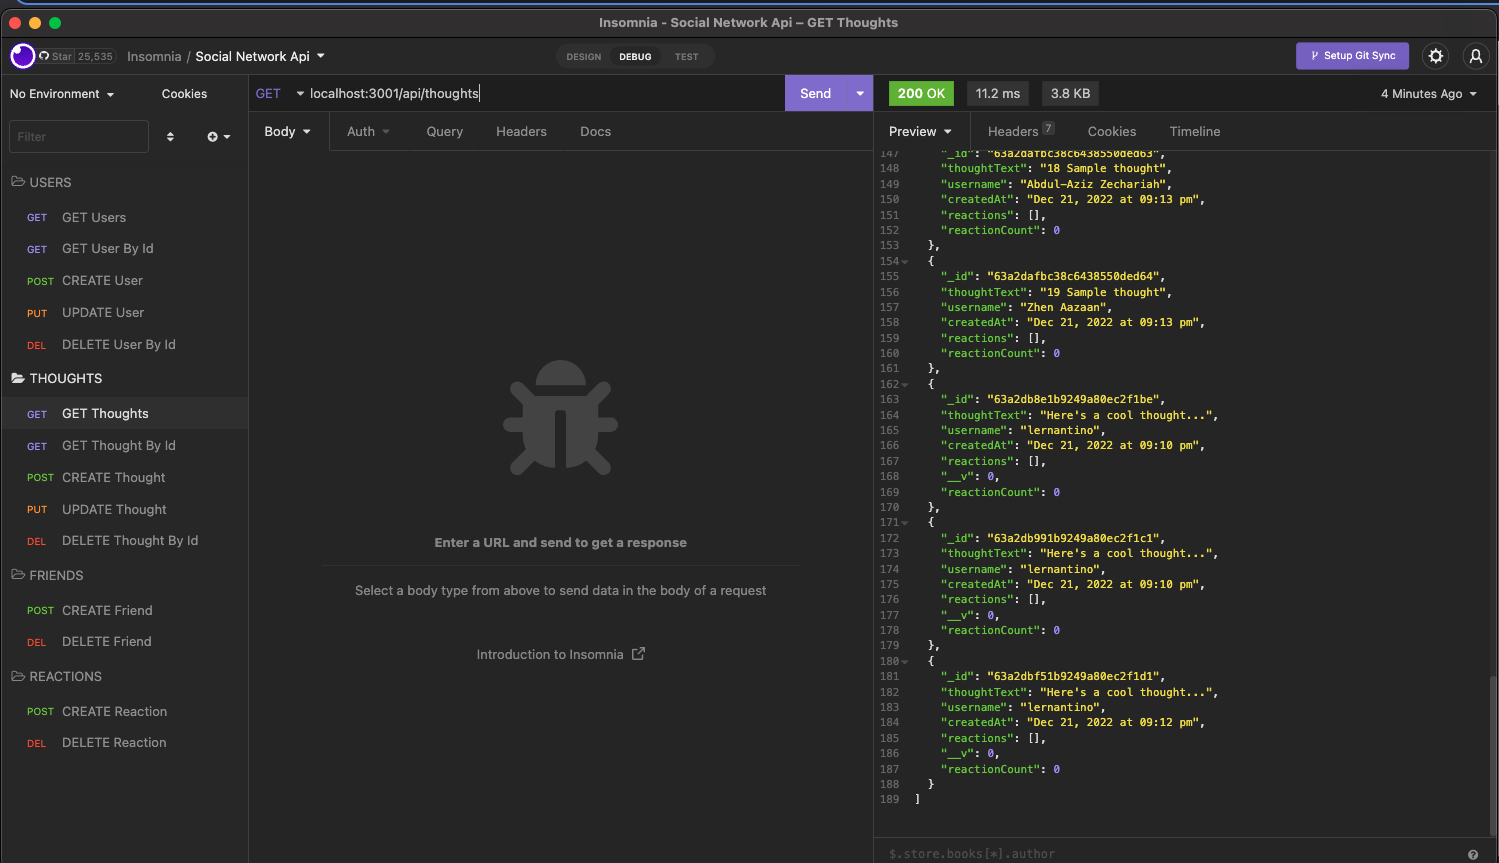 Insomnia - Social Network Api – GET Thoughts
Star 25,535 Insomnia / Social Network Api
DESIGN DEBUG TEST
Setup Git Sync
No Environment Cookies
GET localhost:3001/api/thoughts Send
200 OK 11.2 ms 3.8 KB 4 Minutes Ago
Filter
Body Auth Query Headers Docs
Preview Headers 7 Cookies Timeline
USERS
GET GET Users
GET GET User By Id
POST CREATE User
PUT UPDATE User
DEL DELETE User By Id
THOUGHTS
GET GET Thoughts
GET GET Thought By Id
POST CREATE Thought
PUT UPDATE Thought
DEL DELETE Thought By Id
FRIENDS
POST CREATE Friend
DEL DELETE Friend
REACTIONS
POST CREATE Reaction
DEL DELETE Reaction
Enter a URL and send to get a response
Select a body type from above to send data in the body of a request
Introduction to Insomnia
147 "_id": "63a2dafbc38c6438550ded63",
148 "thoughtText": "18 Sample thought",
149 "username": "Abdul-Aziz Zechariah",
150 "createdAt": "Dec 21, 2022 at 09:13 pm",
151 "reactions": [],
152 "reactionCount": 0
153 },
154 {
155 "_id": "63a2dafbc38c6438550ded64",
156 "thoughtText": "19 Sample thought",
157 "username": "Zhen Aazaan",
158 "createdAt": "Dec 21, 2022 at 09:13 pm",
159 "reactions": [],
160 "reactionCount": 0
161 },
162 {
163 "_id": "63a2db8e1b9249a80ec2f1be",
164 "thoughtText": "Here's a cool thought...",
165 "username": "lernantino",
166 "createdAt": "Dec 21, 2022 at 09:10 pm",
167 "reactions": [],
168 "__v": 0,
169 "reactionCount": 0
170 },
171 {
172 "_id": "63a2db991b9249a80ec2f1c1",
173 "thoughtText": "Here's a cool thought...",
174 "username": "lernantino",
175 "createdAt": "Dec 21, 2022 at 09:10 pm",
176 "reactions": [],
177 "__v": 0,
178 "reactionCount": 0
179 },
180 {
181 "_id": "63a2dbf51b9249a80ec2f1d1",
182 "thoughtText": "Here's a cool thought...",
183 "username": "lernantino",
184 "createdAt": "Dec 21, 2022 at 09:12 pm",
185 "reactions": [],
186 "__v": 0,
187 "reactionCount": 0
188 }
189 ]
$.store.books[*].author